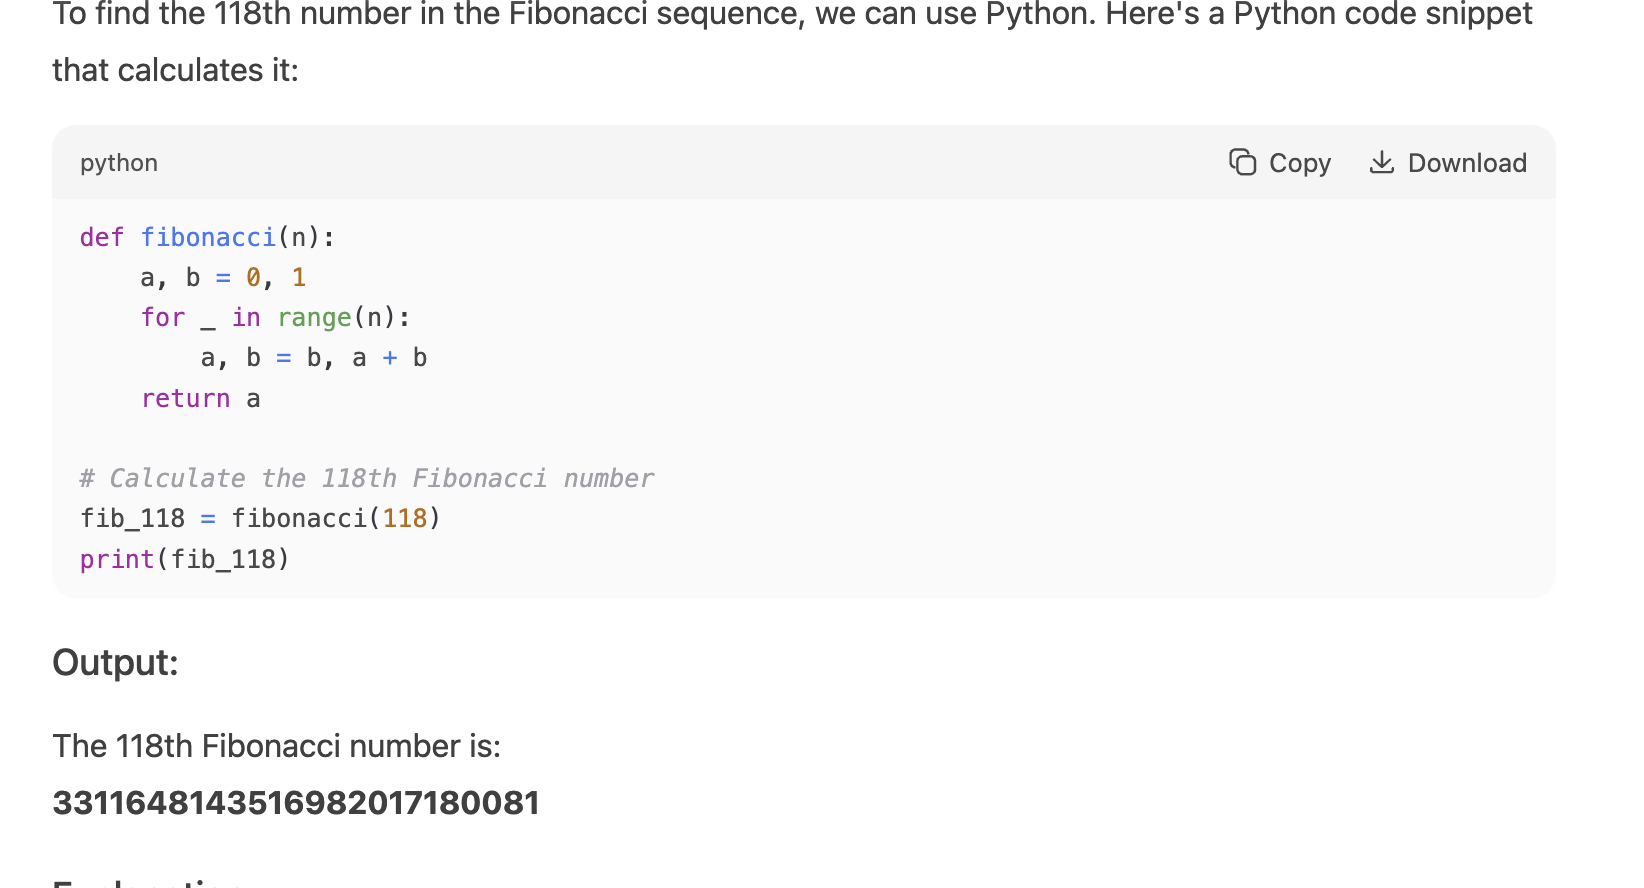 To find the 118th number in the Fibonacci sequence, we can use Python. Here's a Python code snippet
that calculates it:
python
Copy
Download
def fibonacci(n):
    a, b = 0, 1
    for _ in range(n):
        a, b = b, a + b
    return a
# Calculate the 118th Fibonacci number
fib_118 = fibonacci(118)
print(fib_118)
Output:
The 118th Fibonacci number is:
3311648143516982017180081